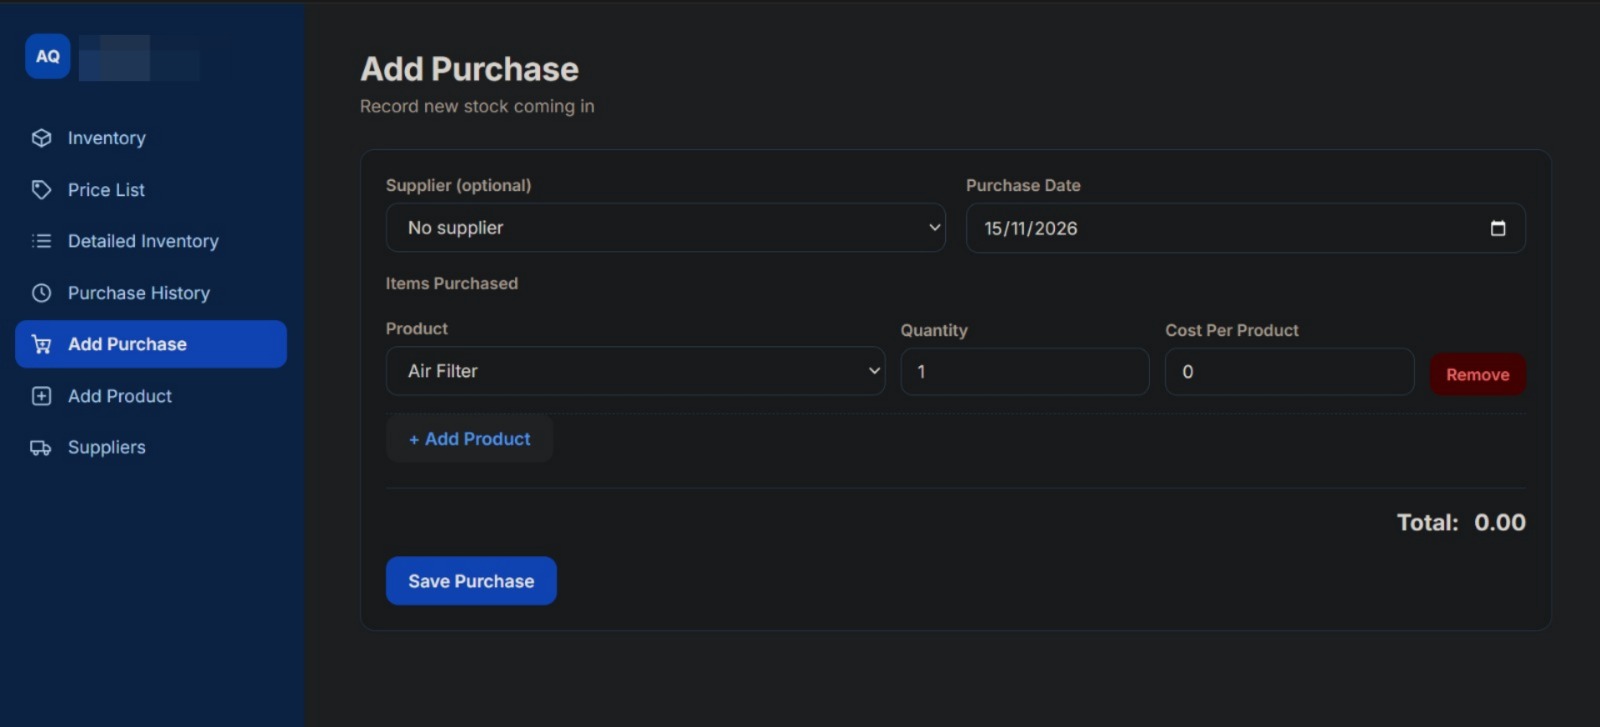 AQ
Inventory
Price List
Detailed Inventory
Purchase History
Add Purchase
Add Product
Suppliers
Add Purchase
Record new stock coming in
Supplier (optional)
Purchase Date
No supplier
15/11/2026
Items Purchased
Product
Quantity
Cost Per Product
Air Filter
1
0
Remove
+ Add Product
Total: 0.00
Save Purchase